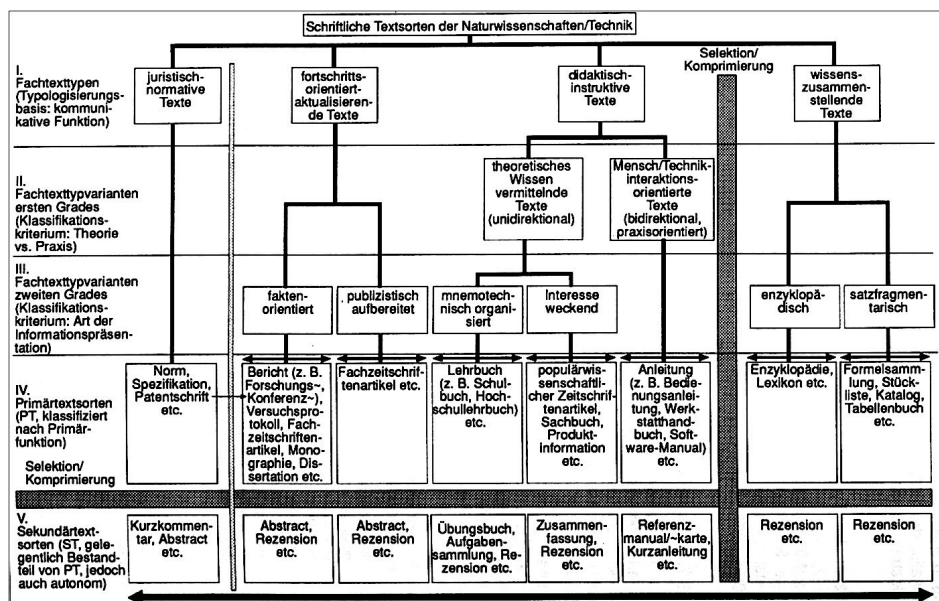 Schriftliche Textsorten der Naturwissenschaften/Technik
Selektion/
Komprimierung
I.
Fachtexttypen
(Typologisierungs-
basis: kommuni-
kative Funktion)
juristisch-
normative
Texte
fortschritts-
orientiert-
aktualisieren-
de Texte
didaktisch-
instruktive
Texte
wissens-
zusammen-
stellende
Texte
II.
Fachtexttypvarianten
ersten Grades
(Klassifikations-
kriterium: Theorie
vs. Praxis)
theoretisches
Wissen
vermittelnde
Texte
(unidirektional)
Mensch/Technik-
interaktions-
orientierte
Texte
(bidirektional,
praxisorientiert)
III.
Fachtexttypvarianten
zweiten Grades
(Klassifikations-
kriterium: Art der
Informationspräsen-
tation)
fakten-
orientiert
publizistisch
aufbereitet
mnemotech-
nisch organi-
siert
Interesse
weckend
enzyklopä-
disch
satzfragmen-
tarisch
IV.
Primärtextsorten
(PT, klassifiziert
nach Primär-
funktion)
Norm,
Spezifikation,
Patentschrift
etc.
Bericht (z. B.
Forschungs~,
Konferenz~),
Versuchspro-
tokoll, Fach-
zeitschriften-
artikel, Mono-
graphie, Dis-
sertation etc.
Fachzeitschrif-
tenartikel etc.
Lehrbuch
(z. B. Schul-
buch, Hoch-
schullehrbuch)
etc.
populärwis-
senschaftli-
cher Zeitschrif-
tenartikel,
Sachbuch,
Produkt-
information
etc.
Anleitung
(z. B. Bedie-
nungsanlei-
tung, Werk-
statthand-
buch, Soft-
ware-Manual)
etc.
Enzyklopädie,
Lexikon etc.
Formelsamm-
lung, Stück-
liste, Katalog,
Tabellenbuch
etc.
Selektion/
Komprimierung
V.
Sekundärtext-
sorten (ST, gele-
gentlich Bestand-
teil von PT, jedoch
auch autonom)
Kurzkommen-
tar, Abstract
etc.
Abstract,
Rezension
etc.
Abstract,
Rezension
etc.
Übungsbuch,
Aufgaben-
sammlung, Re-
zension etc.
Zusammen-
fassung,
Rezension
etc.
Referenz-
manual/~karte,
Kurzanleitung
etc.
Rezension
etc.
Rezension
etc.